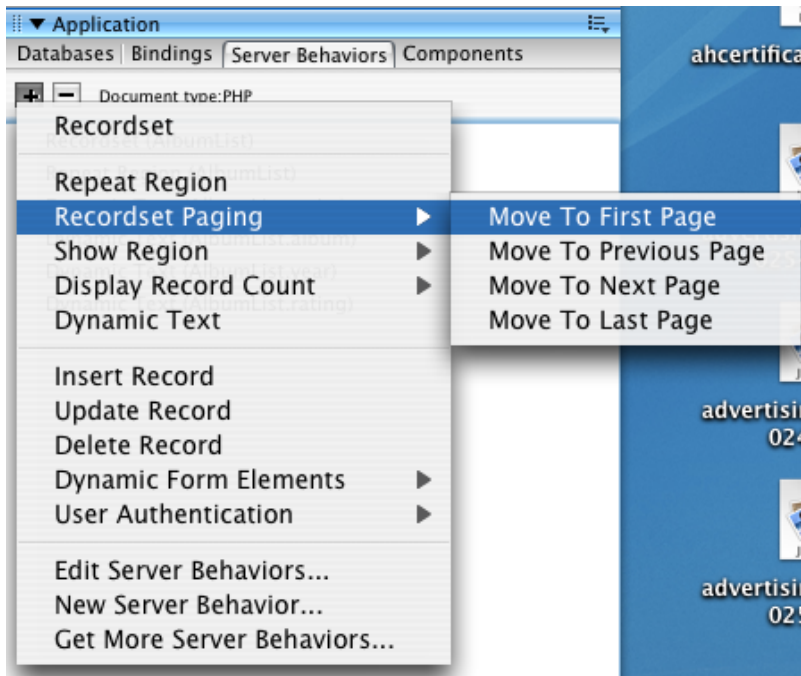 Application
Databases Bindings Server Behaviors Components
Document type:PHP
Recordset
Repeat Region
Recordset Paging
Show Region
Display Record Count
Dynamic Text
Insert Record
Update Record
Delete Record
Dynamic Form Elements
User Authentication
Edit Server Behaviors...
New Server Behavior...
Get More Server Behaviors...
Move To First Page
Move To Previous Page
Move To Next Page
Move To Last Page
Recordset (AlbumList)
ahcertifica
advertisi
024
advertisi
025